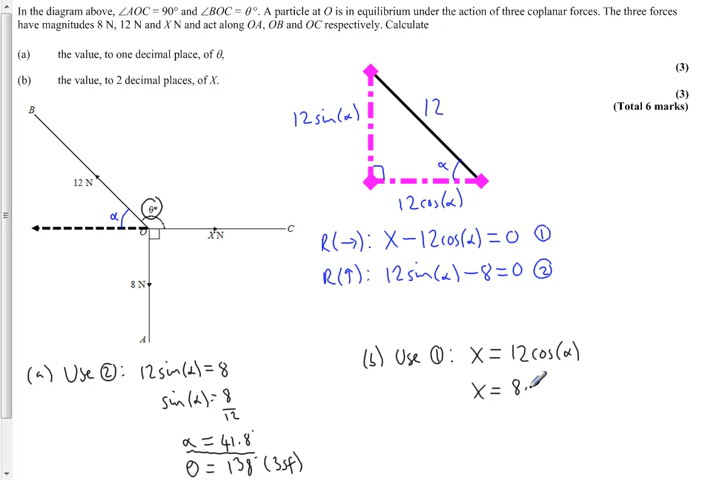 In the diagram above, ∠AOC = 90° and ∠BOC = θ°. A particle at O is in equilibrium under the action of three coplanar forces. The three forces
have magnitudes 8 N, 12 N and X N and act along OA, OB and OC respectively. Calculate
(a) the value, to one decimal place, of θ,
(3)
(b) the value, to 2 decimal places, of X.
(3)
(Total 6 marks)
B
12 N
α
θ°
O
X N
C
8 N
A
12sin(α)
12
α
12cos(α)
R(→): X − 12cos(α) = 0 ①
R(↑): 12sin(α) − 8 = 0 ②
(a) Use ②: 12sin(α) = 8
sin(α) = 8/12
α = 41.8°
θ = 138° (3sf)
(b) Use ①: X = 12cos(α)
X = 8.